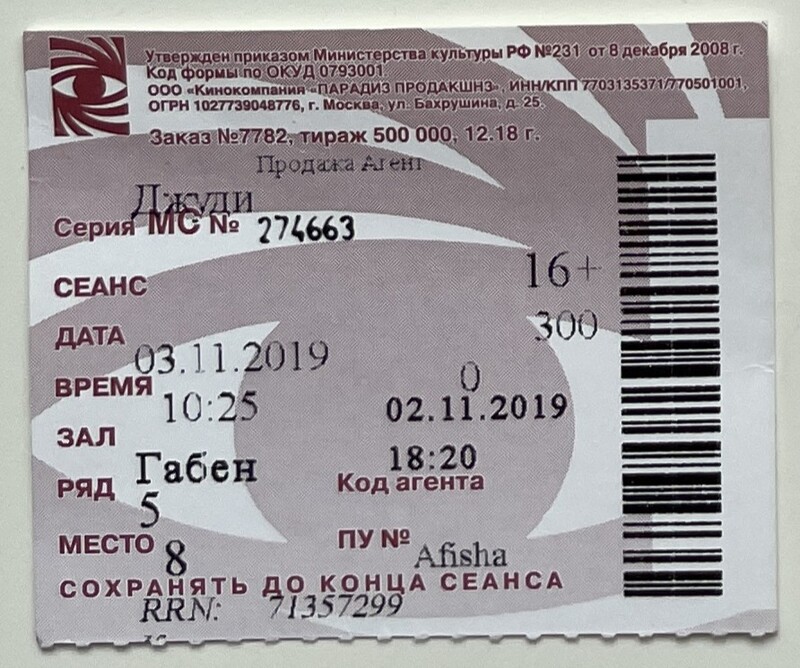 Утвержден приказом Министерства культуры РФ №231 от 8 декабря 2008 г.
Код формы по ОКУД 0793001.
ООО «Кинокомпания «ПАРАДИЗ ПРОДАКШНЗ», ИНН/КПП 7703135371/770501001,
ОГРН 1027739048776, г. Москва, ул. Бахрушина, д. 25.
Заказ №7782, тираж 500 000, 12.18 г.
Продажа Агент
Джуди
Серия МС № 274663
СЕАНС 16+
ДАТА 300
03.11.2019
ВРЕМЯ 0
10:25 02.11.2019
ЗАЛ
Габен 18:20
РЯД Код агента
5
МЕСТО 8 ПУ № Afisha
СОХРАНЯТЬ ДО КОНЦА СЕАНСА
RRN: 71357299